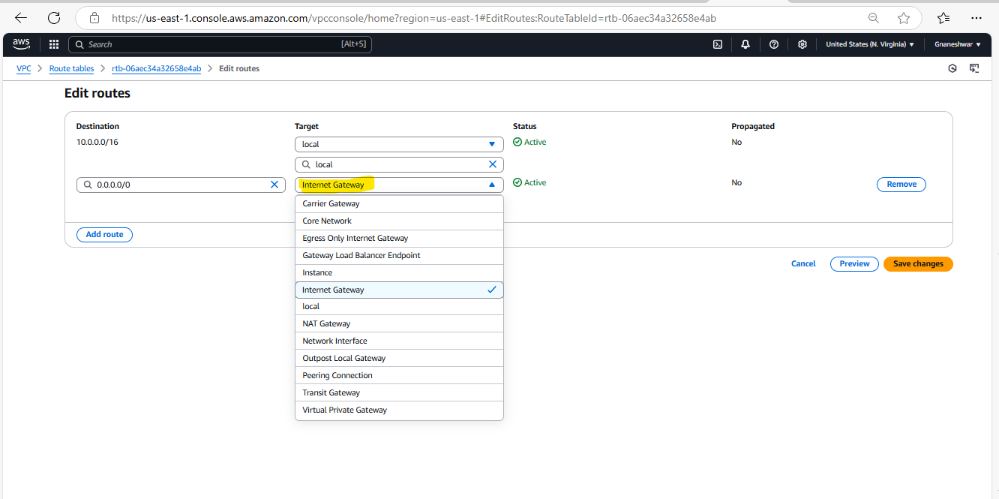 https://us-east-1.console.aws.amazon.com/vpcconsole/home?region=us-east-1#EditRoutes:RouteTableId=rtb-06aec34a32658e4ab
aws Search [Alt+S] United States (N. Virginia) ▼ Gnaneshwar ▼
VPC > Route tables > rtb-06aec34a32658e4ab > Edit routes
Edit routes
Destination Target Status Propagated
10.0.0.0/16 local Active No
local
0.0.0.0/0 Internet Gateway Active No Remove
Carrier Gateway
Core Network
Egress Only Internet Gateway
Add route
Gateway Load Balancer Endpoint
Cancel Preview Save changes
Instance
Internet Gateway
local
NAT Gateway
Network Interface
Outpost Local Gateway
Peering Connection
Transit Gateway
Virtual Private Gateway